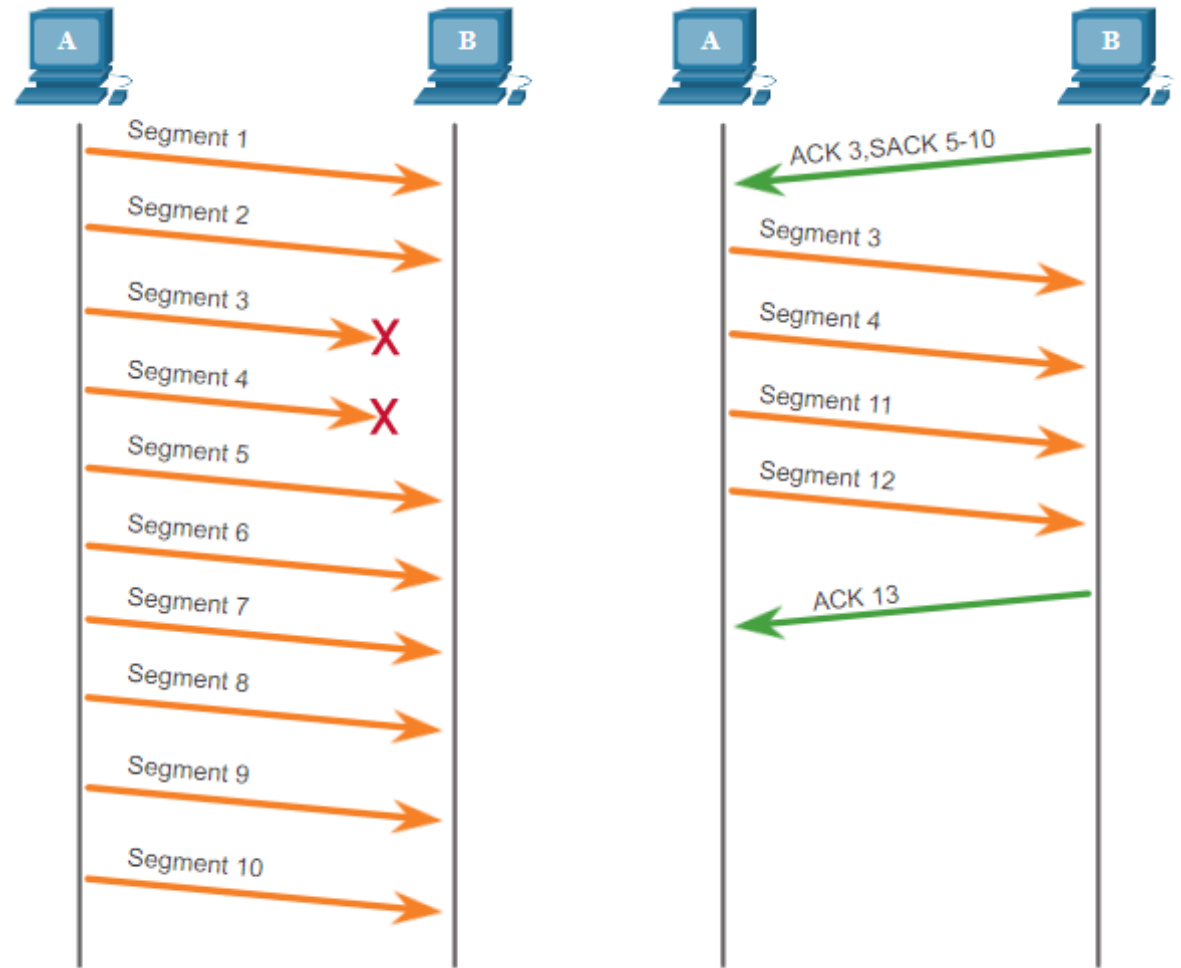 A
B
Segment 1
Segment 2
Segment 3
X
Segment 4
X
Segment 5
Segment 6
Segment 7
Segment 8
Segment 9
Segment 10
A
B
ACK 3,SACK 5-10
Segment 3
Segment 4
Segment 11
Segment 12
ACK 13